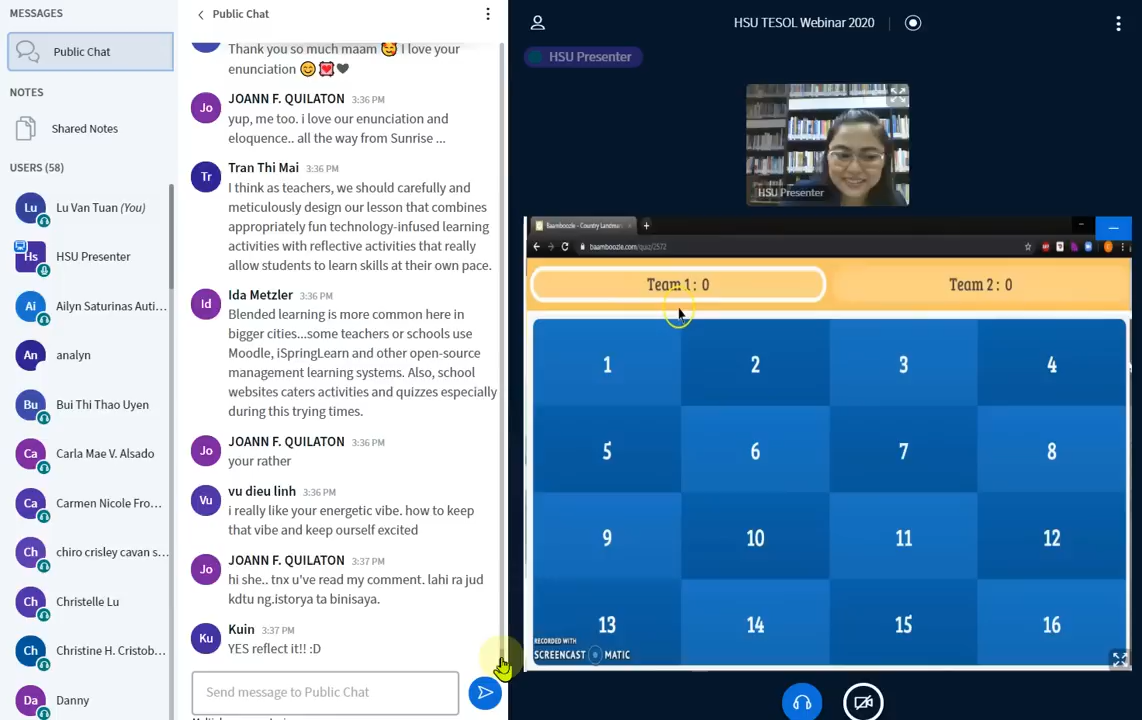 MESSAGES
Public Chat
NOTES
Shared Notes
USERS (58)
Lu
Lu Van Tuan (You)
Hs
HSU Presenter
Ai
Ailyn Saturinas Auti...
An
analyn
Bu
Bui Thi Thao Uyen
Ca
Carla Mae V. Alsado
Ca
Carmen Nicole Fro...
Ch
chiro crisley cavan s...
Ch
Christelle Lu
Ch
Christine H. Cristob...
Da
Danny
Public Chat
Thank you so much maam 🥰 I love your
enunciation 😊 💟 🖤
Jo
JOANN F. QUILATON 3:36 PM
yup, me too. i love our enunciation and
eloquence.. all the way from Sunrise ...
Tr
Tran Thi Mai 3:36 PM
I think as teachers, we should carefully and
meticulously design our lesson that combines
appropriately fun technology-infused learning
activities with reflective activities that really
allow students to learn skills at their own pace.
Id
Ida Metzler 3:36 PM
Blended learning is more common here in
bigger cities...some teachers or schools use
Moodle, iSpringLearn and other open-source
management learning systems. Also, school
websites caters activities and quizzes especially
during this trying times.
Jo
JOANN F. QUILATON 3:36 PM
your rather
Vu
vu dieu linh 3:36 PM
i really like your energetic vibe. how to keep
that vibe and keep ourself excited
Jo
JOANN F. QUILATON 3:37 PM
hi she.. tnx u've read my comment. lahi ra jud
kdtu ng.istorya ta binisaya.
Ku
Kuin 3:37 PM
YES reflect it!! :D
Send message to Public Chat
HSU TESOL Webinar 2020
HSU Presenter
HSU Presenter
Baamboozle - Country Landma
baamboozle.com/quiz/2572
Team 1: 0
Team 2: 0
1 2 3 4
5 6 7 8
9 10 11 12
13 14 15 16
RECORDED WITH
SCREENCAST MATIC